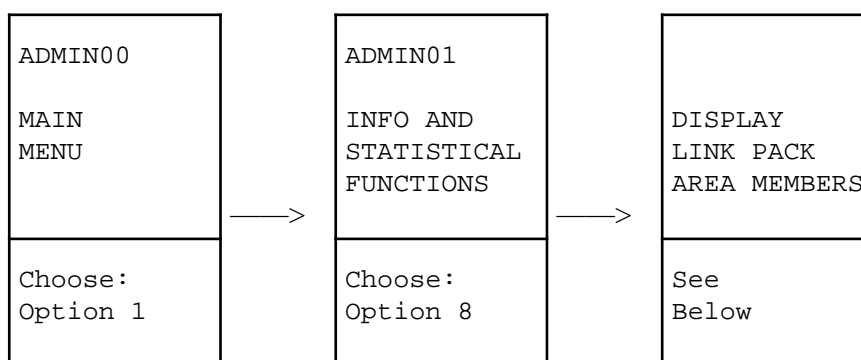 ADMIN00
MAIN
MENU
Choose:
Option 1
———>
ADMIN01
INFO AND
STATISTICAL
FUNCTIONS
Choose:
Option 8
———>
DISPLAY
LINK PACK
AREA MEMBERS
See
Below